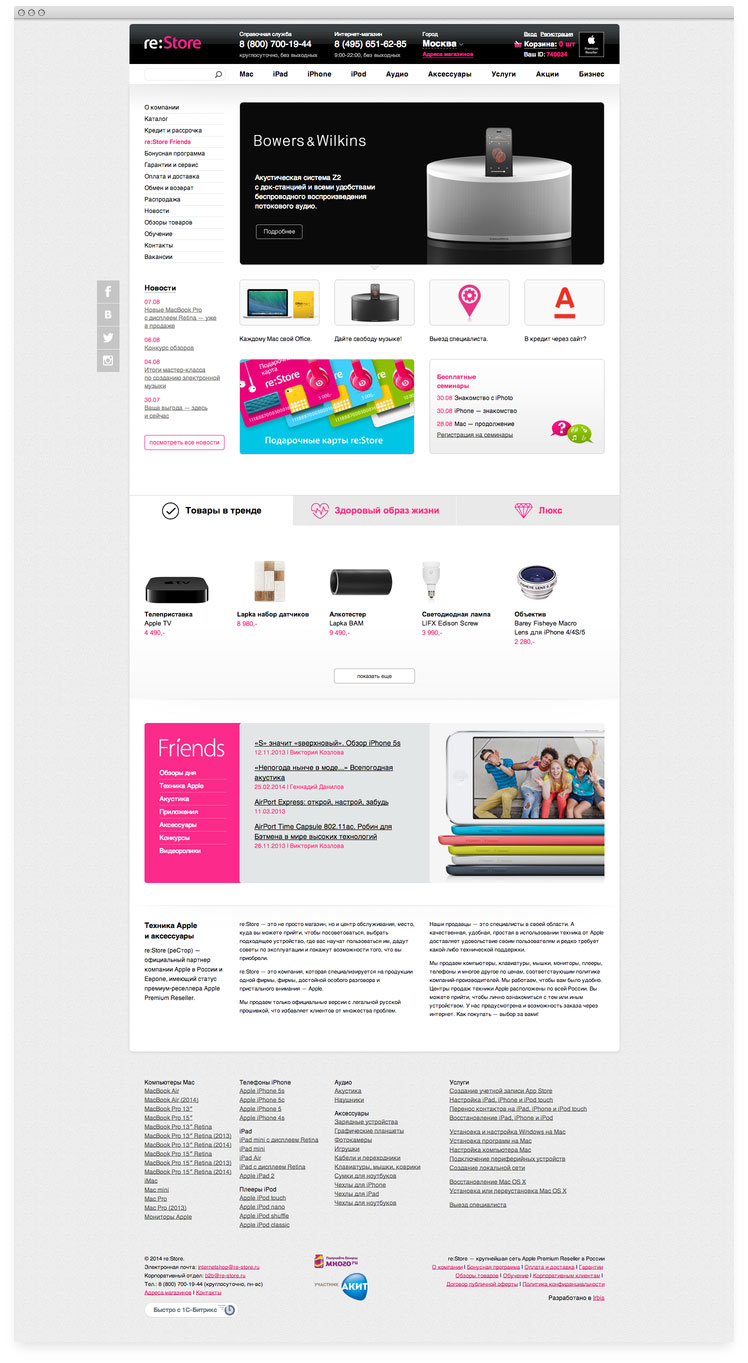 re:Store
Справочная служба
8 (800) 700-19-44
круглосуточно, без выходных
Интернет-магазин
8 (495) 651-62-85
9:00-22:00, без выходных
Город
Москва
Адреса магазинов
Вход Регистрация
Корзина: 0 шт
Ваш ID: 740034
Premium
Reseller
Mac iPad iPhone iPod Аудио Аксессуары Услуги Акции Бизнес
О компании
Каталог
Кредит и рассрочка
re:Store Friends
Бонусная программа
Гарантии и сервис
Оплата и доставка
Обмен и возврат
Распродажа
Новости
Обзоры товаров
Обучение
Контакты
Вакансии
Bowers & Wilkins
Акустическая система Z2
с док-станцией и всеми удобствами
беспроводного воспроизведения
потокового аудио.
Подробнее
Новости
07.08
Новые MacBook Pro
с дисплеем Retina — уже
в продаже
06.08
Конкурс обзоров
04.08
Итоги мастер-класса
по созданию электронной
музыки
30.07
Ваша выгода — здесь
и сейчас
посмотреть все новости
Каждому Mac свой Office.
Дайте свободу музыке!
Выезд специалиста.
В кредит через сайт?
Подарочная
карта
re:Store
Подарочные карты re:Store
Бесплатные
семинары
30.08 Знакомство с iPhoto
30.08 iPhone — знакомство
28.08 Mac — продолжение
Регистрация на семинары
Товары в тренде
Здоровый образ жизни
Люкс
Телеприставка
Apple TV
4 490,-
Lapka набор датчиков
8 980,-
Алкотестер
Lapka BAM
9 490,-
Светодиодная лампа
LIFX Edison Screw
3 990,-
Объектив
Barey Fisheye Macro
Lens для iPhone 4/4S/5
2 280,-
показать еще
Friends
Обзоры дня
Техника Apple
Акустика
Приложения
Аксессуары
Конкурсы
Видеоролики
«S» значит «sверхновый». Обзор iPhone 5s
12.11.2013 | Виктория Козлова
«Непогода нынче в моде...» Всепогодная
акустика
25.02.2014 | Геннадий Данилов
AirPort Express: открой, настрой, забудь
11.03.2013
AirPort Time Capsule 802.11ac. Робин для
Бэтмена в мире высоких технологий
26.11.2013 | Виктория Козлова
Техника Apple
и аксессуары
re:Store (реСтор) —
официальный партнер
компании Apple в России и
Европе, имеющий статус
премиум-реселлера Apple
Premium Reseller.
re:Store — это не просто магазин, но и центр обслуживания, место,
куда вы можете прийти, чтобы посоветоваться, выбрать
подходящее устройство, где вас научат пользоваться им, дадут
советы по эксплуатации и покажут возможности того, что вы
приобрели.
re:Store — это компания, которая специализируется на продукции
одной фирмы, фирмы, достойной особого разговора и
пристального внимания — Apple.
Мы продаем только официальные версии с легальной русской
прошивкой, что избавляет клиентов от множества проблем.
Наши продавцы — это специалисты в своей области. А
качественная, удобная, простая в использовании техника от Apple
доставляет удовольствие своим пользователям и редко требует
какой-либо технической поддержки.
Мы продаем компьютеры, клавиатуры, мышки, мониторы, плееры,
телефоны и многое другое по ценам, соответствующим политике
компаний-производителей. Мы работаем, чтобы вам было удобно.
Центры продаж техники Apple расположены по всей России. Вы
можете прийти, чтобы лично ознакомиться с тем или иным
устройством. У нас предусмотрена и возможность заказа через
интернет. Как покупать — выбор за вами!
Компьютеры Mac
MacBook Air
MacBook Air (2014)
MacBook Pro 13"
MacBook Pro 15"
MacBook Pro 13" Retina
MacBook Pro 13" Retina (2013)
MacBook Pro 13" Retina (2014)
MacBook Pro 15" Retina
MacBook Pro 15" Retina (2013)
MacBook Pro 15" Retina (2014)
iMac
Mac mini
Mac Pro
Mac Pro (2013)
Мониторы Apple
Телефоны iPhone
Apple iPhone 5s
Apple iPhone 5c
Apple iPhone 5
Apple iPhone 4s
iPad
iPad mini с дисплеем Retina
iPad mini
iPad Air
iPad с дисплеем Retina
Apple iPad 2
Плееры iPod
Apple iPod touch
Apple iPod nano
Apple iPod shuffle
Apple iPod classic
Аудио
Акустика
Наушники
Аксессуары
Зарядные устройства
Графические планшеты
Фотокамеры
Игрушки
Кабели и переходники
Клавиатуры, мышки, коврики
Сумки для ноутбуков
Чехлы для iPhone
Чехлы для iPad
Чехлы для ноутбуков
Услуги
Создание учетной записи App Store
Настройка iPad, iPhone и iPod touch
Перенос контактов на iPad, iPhone и iPod touch
Восстановление iPad, iPhone и iPod
Установка и настройка Windows на Mac
Установка программ на Mac
Настройка компьютера Mac
Подключение периферийных устройств
Создание локальной сети
Восстановление Mac OS X
Установка или переустановка Mac OS X
Выезд специалиста
© 2014 re:Store.
Электронная почта: internetshop@re-store.ru
Корпоративный отдел: b2b@re-store.ru
Тел.: 8 (800) 700-19-44 (круглосуточно, пн-вс)
Адреса магазинов | Контакты
Быстро с 1С-Битрикс
МНОГО.РУ
Участник АКИТ
re:Store — крупнейшая сеть Apple Premium Reseller в России
О компании | Бонусная программа | Оплата и доставка | Гарантии
Обзоры товаров | Обучение | Корпоративным клиентам |
Договор публичной оферты | Политика конфиденциальности
Разработано в Irbis